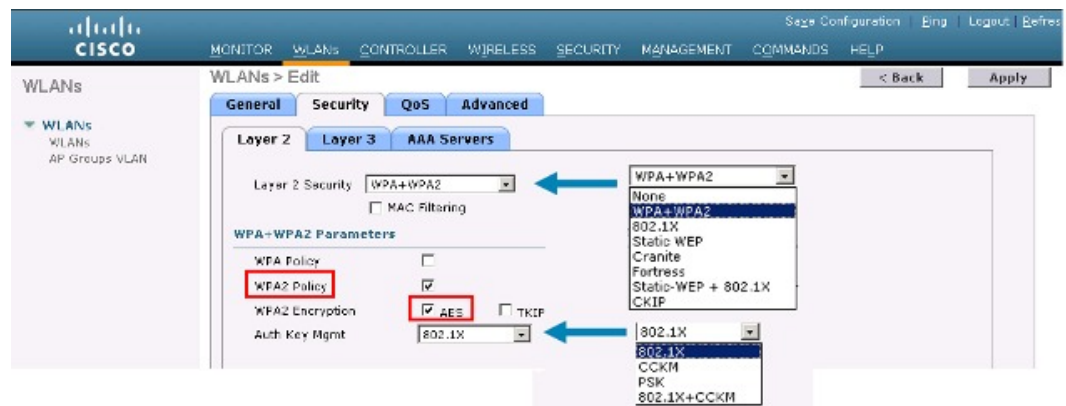 Save Configuration Ping Logout Refres
CISCO
MONITOR WLANs CONTROLLER WIRELESS SECURITY MANAGEMENT COMMANDS HELP
WLANs
WLANs > Edit
< Back Apply
General Security QoS Advanced
WLANs
WLANs
AP Groups VLAN
Layer 2 Layer 3 AAA Servers
Layer 2 Security WPA+WPA2
MAC Filtering
WPA+WPA2 Parameters
WPA Policy
WPA2 Policy
WPA2 Encryption AES TKIP
Auth Key Mgmt 802.1X
WPA+WPA2
None
WPA+WPA2
802.1X
Static WEP
Cranite
Fortress
Static-WEP + 802.1X
CKIP
802.1X
802.1X
CCKM
PSK
802.1X+CCKM